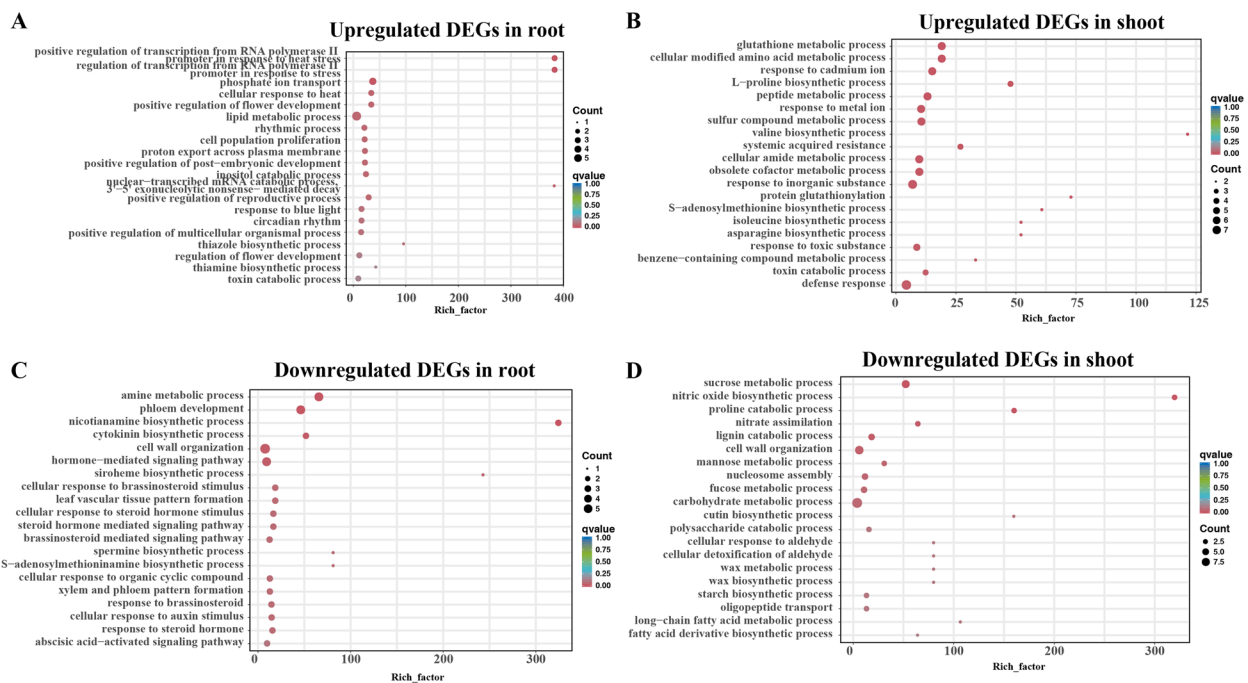 A
Upregulated DEGs in root
positive regulation of transcription from RNA polymerase II
promoter in response to heat stress
regulation of transcription from RNA polymerase II
promoter in response to stress
phosphate ion transport
cellular response to heat
positive regulation of flower development
lipid metabolic process
rhythmic process
cell population proliferation
proton export across plasma membrane
positive regulation of post−embryonic development
inositol catabolic process
nuclear−transcribed mRNA catabolic process,
3'−5' exonucleolytic nonsense− mediated decay
positive regulation of reproductive process
response to blue light
circadian rhythm
positive regulation of multicellular organismal process
thiazole biosynthetic process
regulation of flower development
thiamine biosynthetic process
toxin catabolic process
0 100 200 300 400
Rich_factor
Count
1
2
3
4
5
qvalue
1.00
0.75
0.50
0.25
0.00
B
Upregulated DEGs in shoot
glutathione metabolic process
cellular modified amino acid metabolic process
response to cadmium ion
L−proline biosynthetic process
peptide metabolic process
response to metal ion
sulfur compound metabolic process
valine biosynthetic process
systemic acquired resistance
cellular amide metabolic process
obsolete cofactor metabolic process
response to inorganic substance
protein glutathionylation
S−adenosylmethionine biosynthetic process
isoleucine biosynthetic process
asparagine biosynthetic process
response to toxic substance
benzene−containing compound metabolic process
toxin catabolic process
defense response
0 25 50 75 100 125
Rich_factor
qvalue
1.00
0.75
0.50
0.25
0.00
Count
2
3
4
5
6
7
C
Downregulated DEGs in root
amine metabolic process
phloem development
nicotianamine biosynthetic process
cytokinin biosynthetic process
cell wall organization
hormone−mediated signaling pathway
siroheme biosynthetic process
cellular response to brassinosteroid stimulus
leaf vascular tissue pattern formation
cellular response to steroid hormone stimulus
steroid hormone mediated signaling pathway
brassinosteroid mediated signaling pathway
spermine biosynthetic process
S−adenosylmethioninamine biosynthetic process
cellular response to organic cyclic compound
xylem and phloem pattern formation
response to brassinosteroid
cellular response to auxin stimulus
response to steroid hormone
abscisic acid−activated signaling pathway
0 100 200 300
Rich_factor
Count
1
2
3
4
5
qvalue
1.00
0.75
0.50
0.25
0.00
D
Downregulated DEGs in shoot
sucrose metabolic process
nitric oxide biosynthetic process
proline catabolic process
nitrate assimilation
lignin catabolic process
cell wall organization
mannose metabolic process
nucleosome assembly
fucose metabolic process
carbohydrate metabolic process
cutin biosynthetic process
polysaccharide catabolic process
cellular response to aldehyde
cellular detoxification of aldehyde
wax metabolic process
wax biosynthetic process
starch biosynthetic process
oligopeptide transport
long−chain fatty acid metabolic process
fatty acid derivative biosynthetic process
0 100 200 300
Rich_factor
qvalue
1.00
0.75
0.50
0.25
0.00
Count
2.5
5.0
7.5